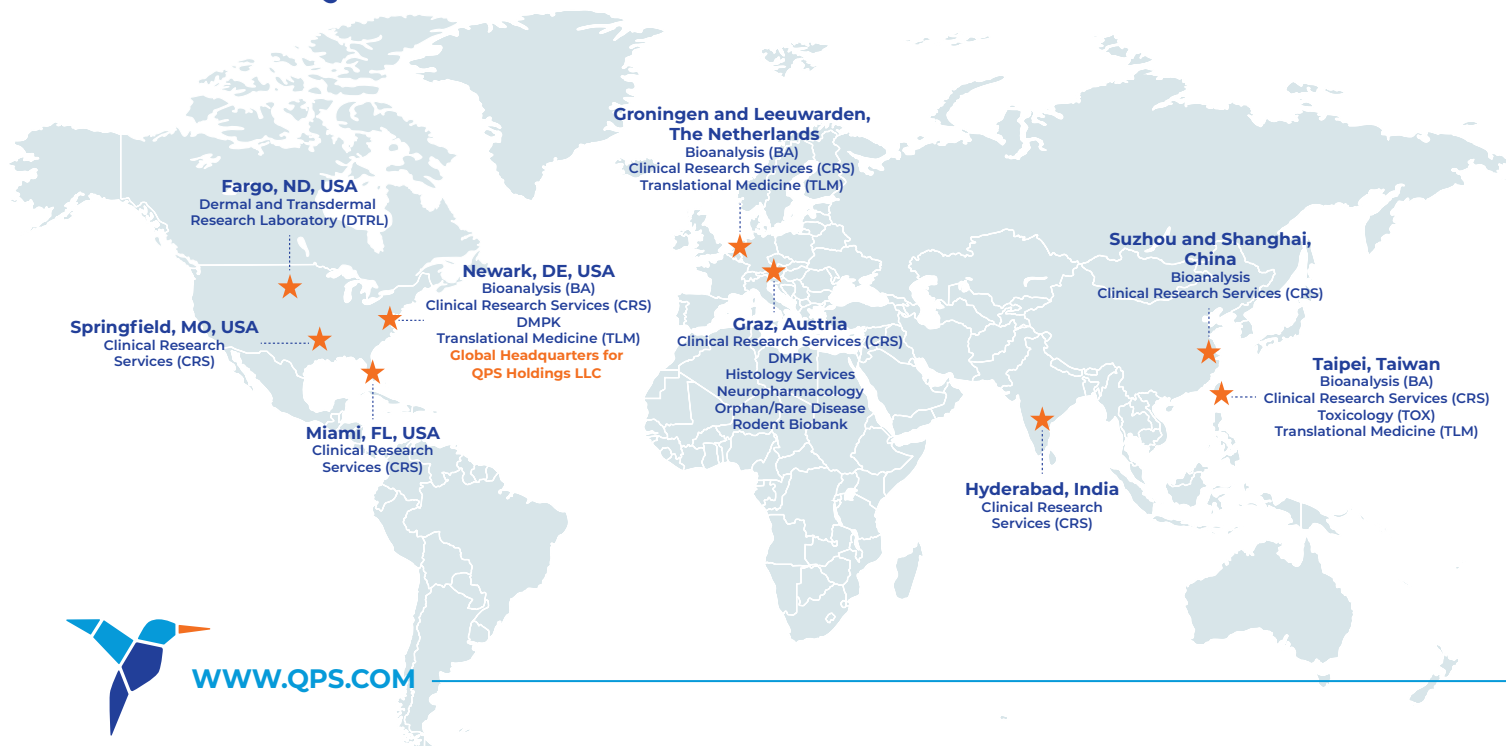 Groningen and Leeuwarden,
The Netherlands
Bioanalysis (BA)
Clinical Research Services (CRS)
Translational Medicine (TLM)
Fargo, ND, USA
Dermal and Transdermal
Research Laboratory (DTRL)
Newark, DE, USA
Bioanalysis (BA)
Clinical Research Services (CRS)
DMPK
Translational Medicine (TLM)
Global Headquarters for
QPS Holdings LLC
Suzhou and Shanghai,
China
Bioanalysis
Clinical Research Services (CRS)
Springfield, MO, USA
Clinical Research
Services (CRS)
Graz, Austria
Clinical Research Services (CRS)
DMPK
Histology Services
Neuropharmacology
Orphan/Rare Disease
Rodent Biobank
Taipei, Taiwan
Bioanalysis (BA)
Clinical Research Services (CRS)
Toxicology (TOX)
Translational Medicine (TLM)
Miami, FL, USA
Clinical Research
Services (CRS)
Hyderabad, India
Clinical Research
Services (CRS)
WWW.QPS.COM